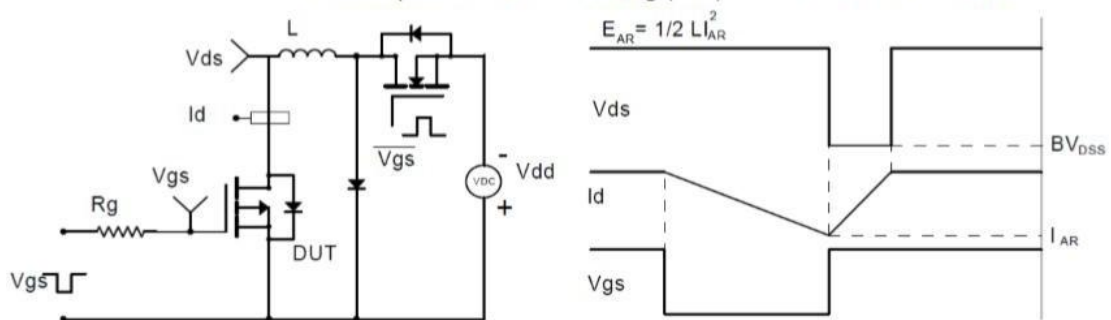 E_AR = 1/2 LI_AR^2
L
Vds
Id
Vgs
Vgs
Rg
DUT
VDC
-
+
Vdd
Vgs
Vds
BV_DSS
Id
I_AR
Vgs